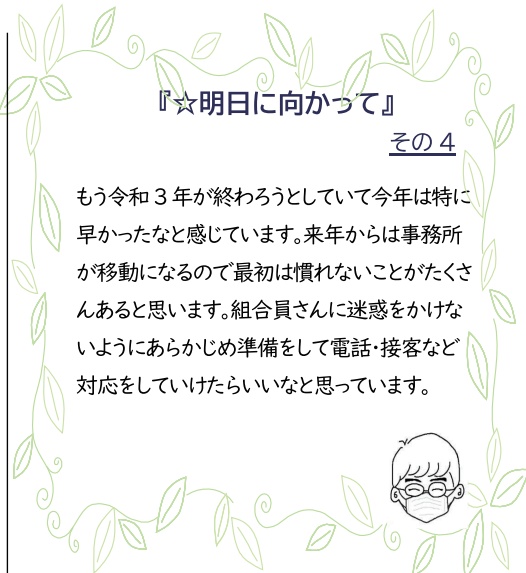 『☆明日に向かって』
その４
もう令和３年が終わろうとしていて今年は特に
早かったなと感じています。来年からは事務所
が移動になるので最初は慣れないことがたくさ
んあると思います。組合員さんに迷惑をかけな
いようにあらかじめ準備をして電話・接客など
対応をしていけたらいいなと思っています。